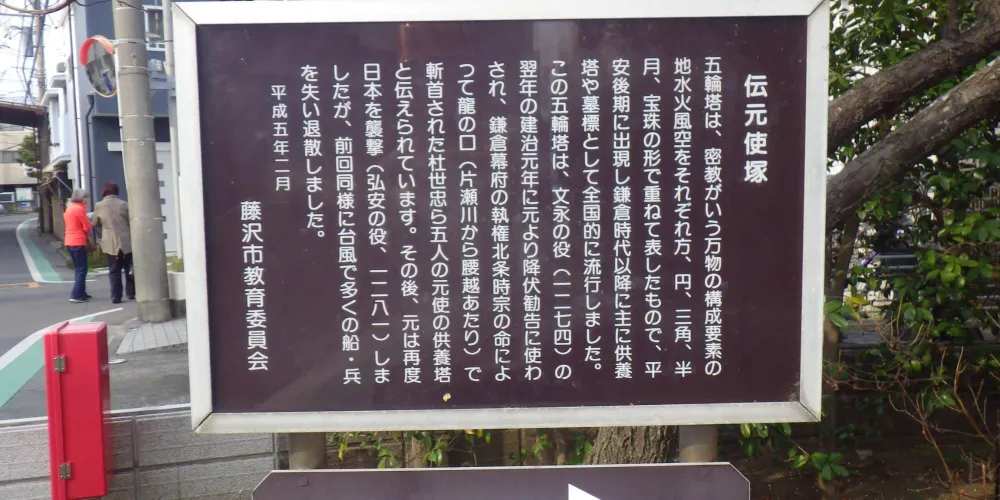 伝元使塚
五輪塔は、密教がいう万物の構成要素の
地水火風空をそれぞれ方、円、三角、半
月、宝珠の形で重ねて表したもので、平
安後期に出現し鎌倉時代以降に主に供養
塔や墓標として全国的に流行しました。
この五輪塔は、文永の役（一二七四）の
翌年の建治元年に元より降伏勧告に使わ
され、鎌倉幕府の執権北条時宗の命によ
って龍の口（片瀬川から腰越あたり）で
斬首された杜世忠ら五人の元使の供養塔
と伝えられています。その後、元は再度
日本を襲撃（弘安の役、一二八一）しま
したが、前回同様に台風で多くの船・兵
を失い退散しました。
平成五年二月
藤沢市教育委員会